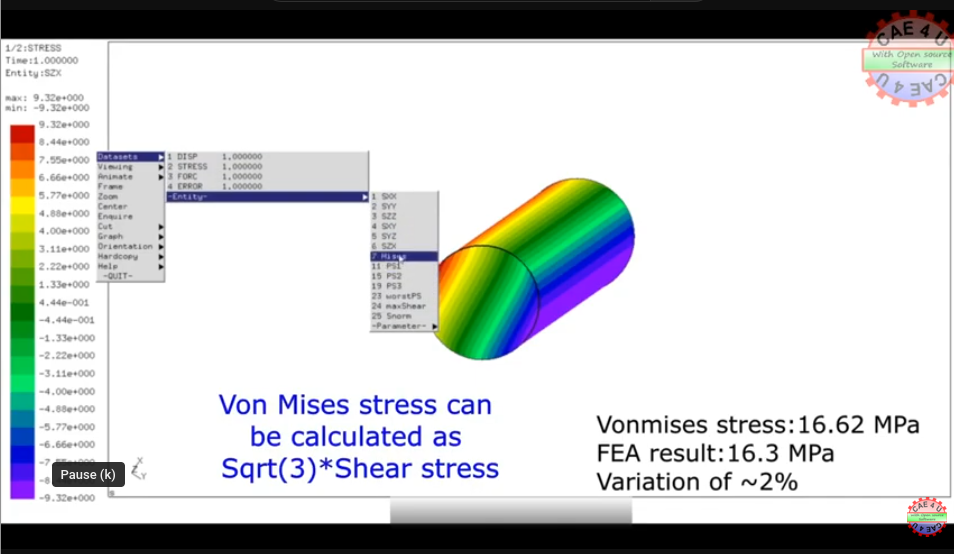 1/2:STRESS
Time:1.000000
Entity:SZX
max: 9.32e+000
min: -9.32e+000
9.32e+000
8.44e+000
7.55e+000
6.66e+000
5.77e+000
4.88e+000
4.00e+000
3.11e+000
2.22e+000
1.33e+000
4.44e-001
-4.44e-001
-1.33e+000
-2.22e+000
-3.11e+000
-4.00e+000
-4.88e+000
-5.77e+000
-6.66e+000
-9.32e+000
Datasets
Viewing
Animate
Frame
Zoom
Center
Enquire
Cut
Graph
Orientation
Hardcopy
Help
-QUIT-
1 DISP 1.000000
2 STRESS 1.000000
3 FORC 1.000000
4 ERROR 1.000000
-Entity-
1 SXX
2 SYY
3 SZZ
4 SXY
5 SYZ
6 SZX
7 Mises
11 PS1
15 PS2
19 PS3
23 worstPS
24 maxShear
25 Snorm
-Parameter-
CAE 4 U
With Open source
Software
CAE 4 U
Von Mises stress can
be calculated as
Sqrt(3)*Shear stress
Vonmises stress:16.62 MPa
FEA result:16.3 MPa
Variation of ~2%
Pause (k)
X
Z
Y
CAE 4 U
CAE 4 U